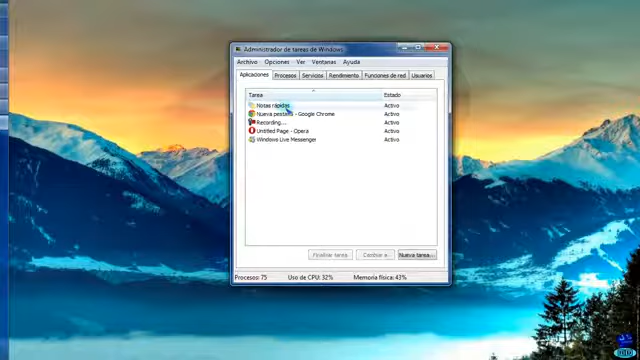 Administrador de tareas de Windows
Archivo Opciones Ver Ventanas Ayuda
Aplicaciones Procesos Servicios Rendimiento Funciones de red Usuarios
Tarea Estado
Notas rápidas Activo
Nueva pestaña - Google Chrome Activo
Recording... Activo
Untitled Page - Opera Activo
Windows Live Messenger Activo
Finalizar tarea Cambiar a Nueva tarea...
Procesos: 75 Uso de CPU: 32% Memoria física: 43%